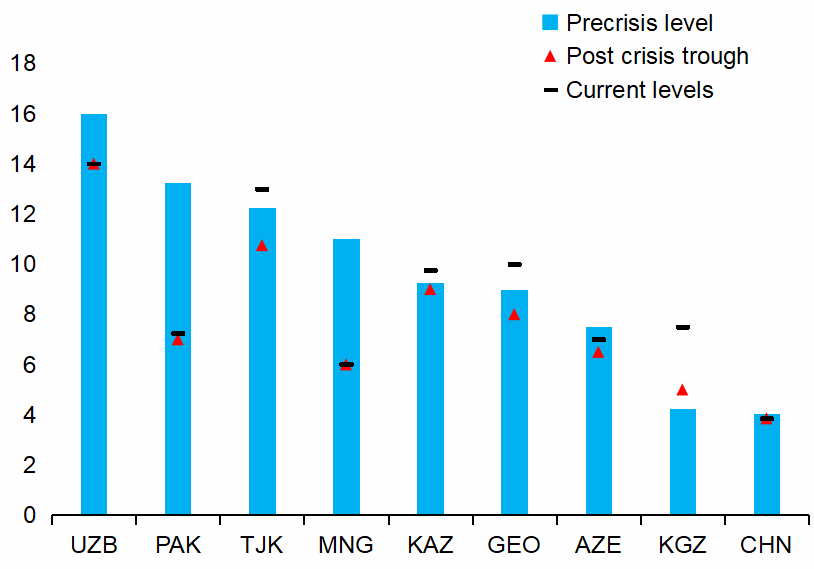 Precrisis level
Post crisis trough
Current levels
18
16
14
12
10
8
6
4
2
0
UZB PAK TJK MNG KAZ GEO AZE KGZ CHN